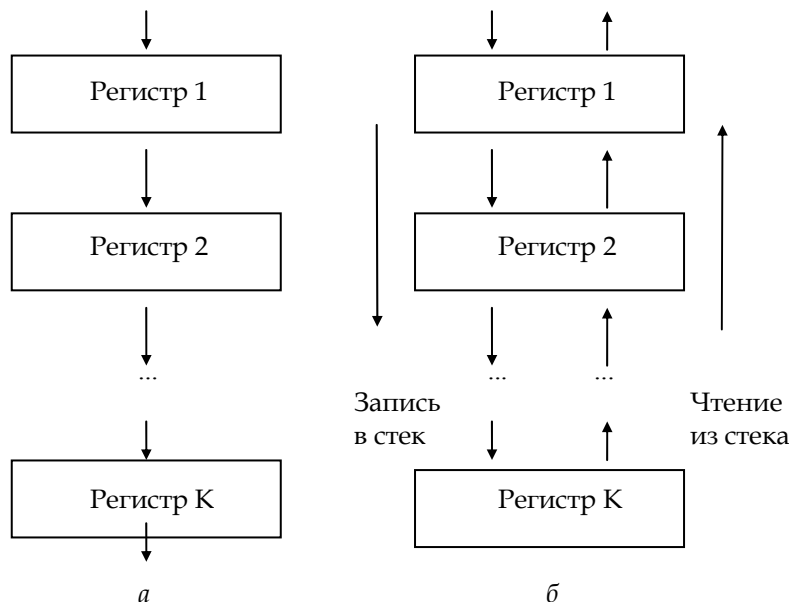 Регистр 1
Регистр 1
Регистр 2
Регистр 2
...
... ...
Запись
в стек
Чтение
из стека
Регистр K
Регистр K
а
б